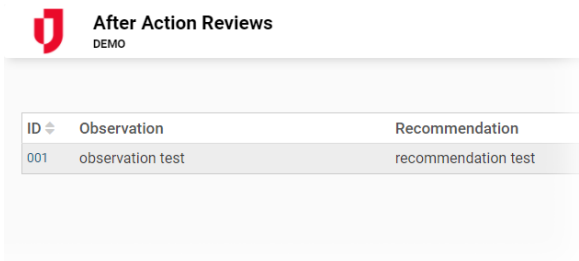 After Action Reviews
DEMO
ID Observation Recommendation
001 observation test recommendation test